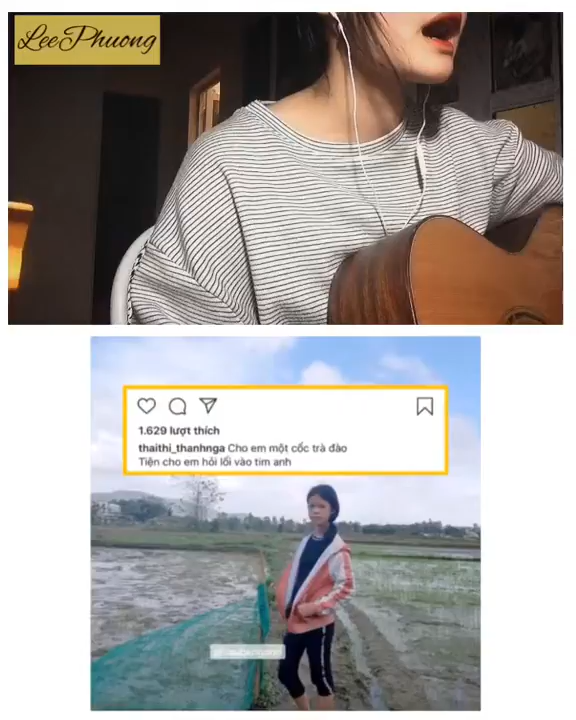 LeePhuong
1.629 lượt thích
thaithi_thanhnga Cho em một cốc trà đào
Tiện cho em hỏi lối vào tim anh